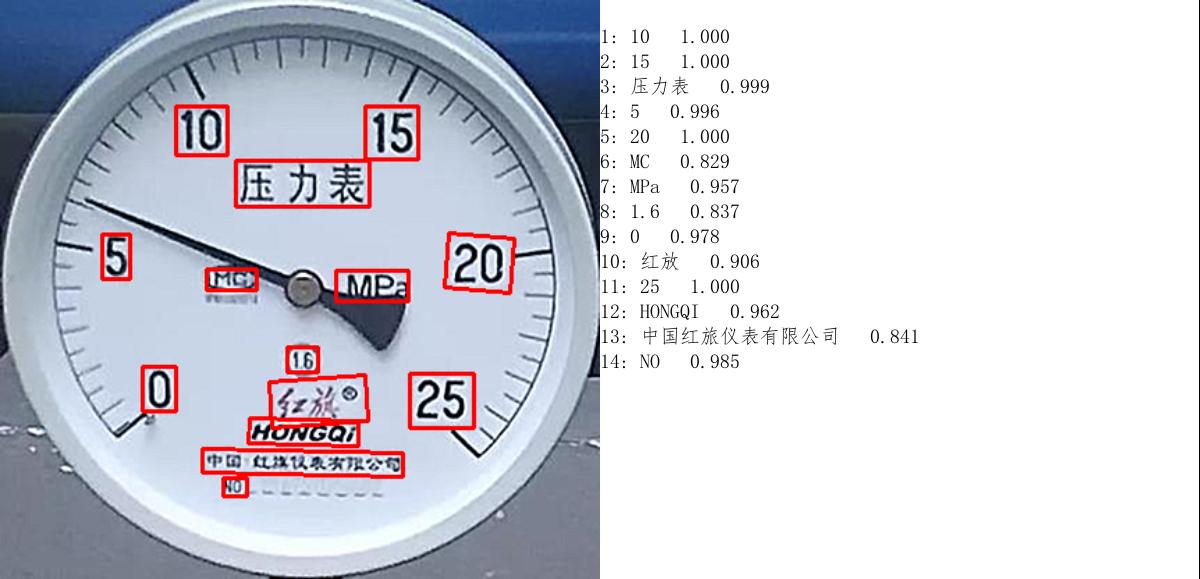 10
15
压力表
5
20
MC
MPa
1.6
0
红旗®
25
HONGQi
中国·红旗仪表有限公司
NO
1: 10 1.000
2: 15 1.000
3: 压力表 0.999
4: 5 0.996
5: 20 1.000
6: MC 0.829
7: MPa 0.957
8: 1.6 0.837
9: 0 0.978
10: 红放 0.906
11: 25 1.000
12: HONGQI 0.962
13: 中国红旅仪表有限公司 0.841
14: NO 0.985